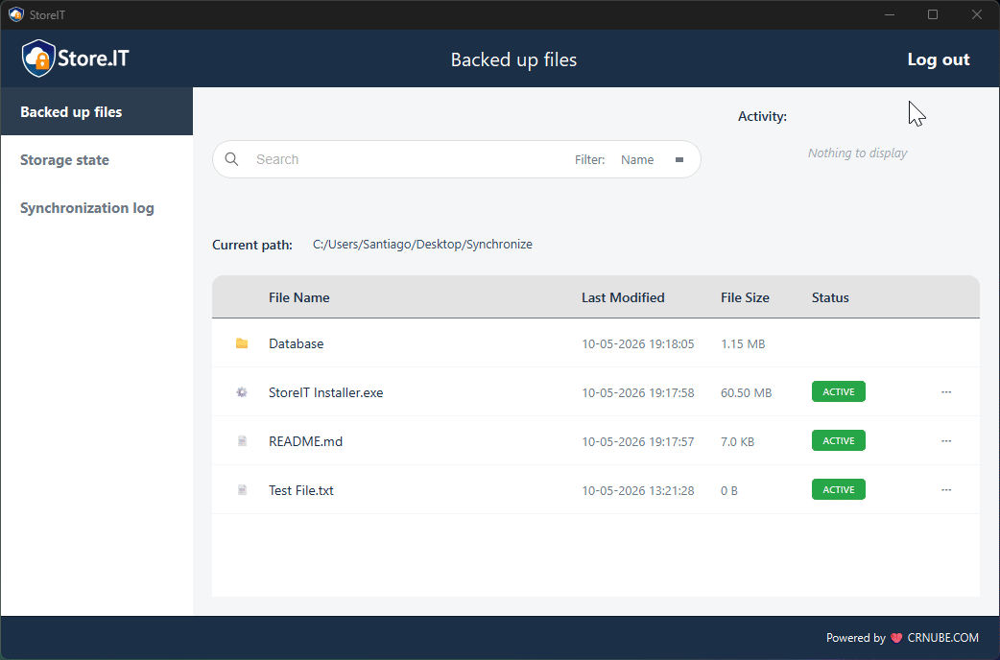 StoreIT
Store.IT
Backed up files
Log out
Backed up files
Storage state
Synchronization log
Activity:
Nothing to display
Search
Filter: Name
Current path: C:/Users/Santiago/Desktop/Synchronize
File Name Last Modified File Size Status
Database 10-05-2026 19:18:05 1.15 MB
StoreIT Installer.exe 10-05-2026 19:17:58 60.50 MB ACTIVE ...
README.md 10-05-2026 19:17:57 7.0 KB ACTIVE ...
Test File.txt 10-05-2026 13:21:28 0 B ACTIVE ...
Powered by ❤ CRNUBE.COM